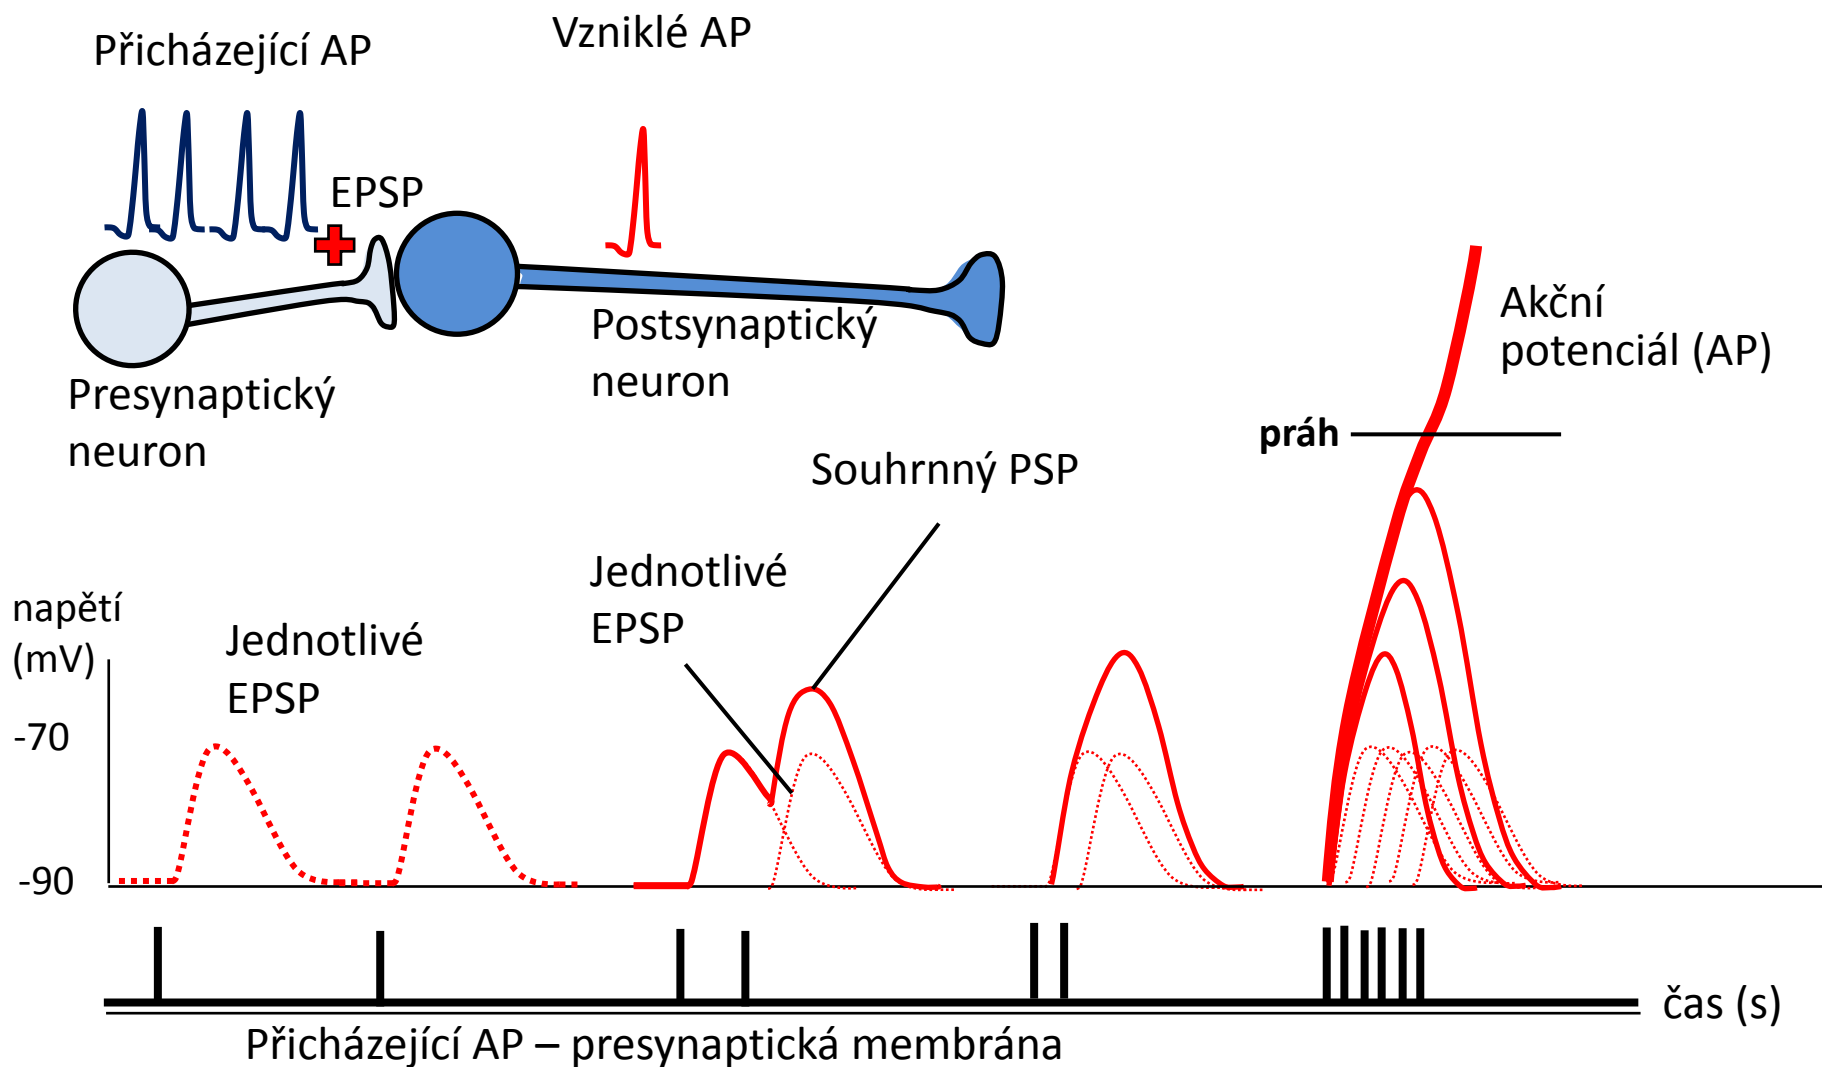 Přicházející AP
Vzniklé AP
EPSP
Postsynaptický
neuron
Presynaptický
neuron
Akční
potenciál (AP)
práh
Souhrnný PSP
Jednotlivé
EPSP
napětí
(mV)
Jednotlivé
EPSP
-70
-90
čas (s)
Přicházející AP – presynaptická membrána